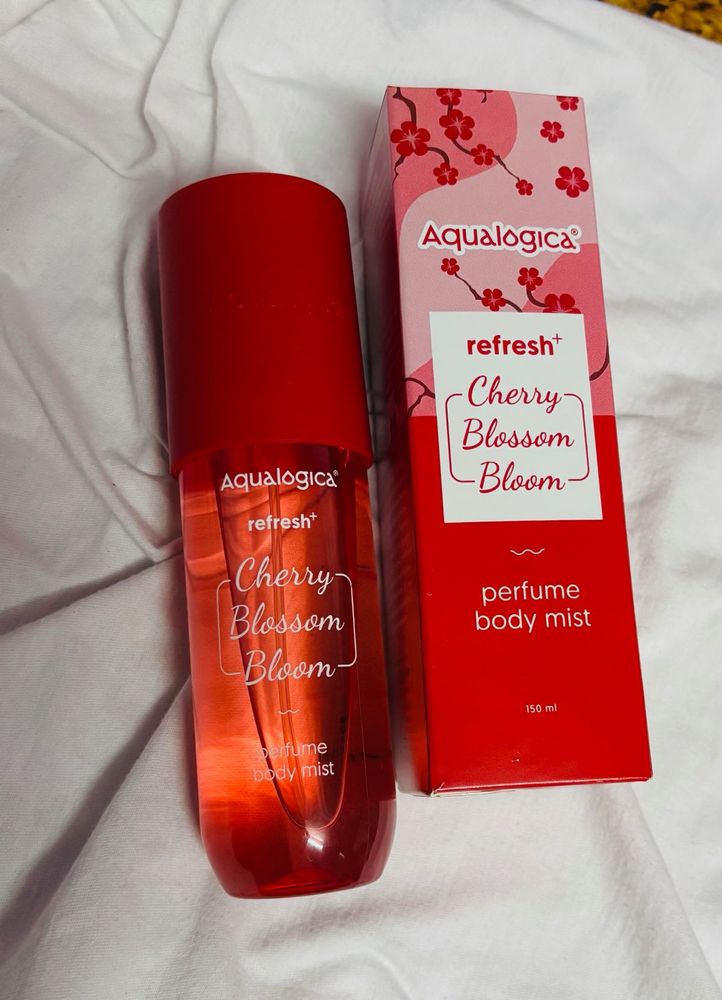 Aqualogica®
refresh+
Cherry
Blossom
Bloom
perfume
body mist
Aqualogica®
refresh+
Cherry
Blossom
Bloom
perfume
body mist
150 ml